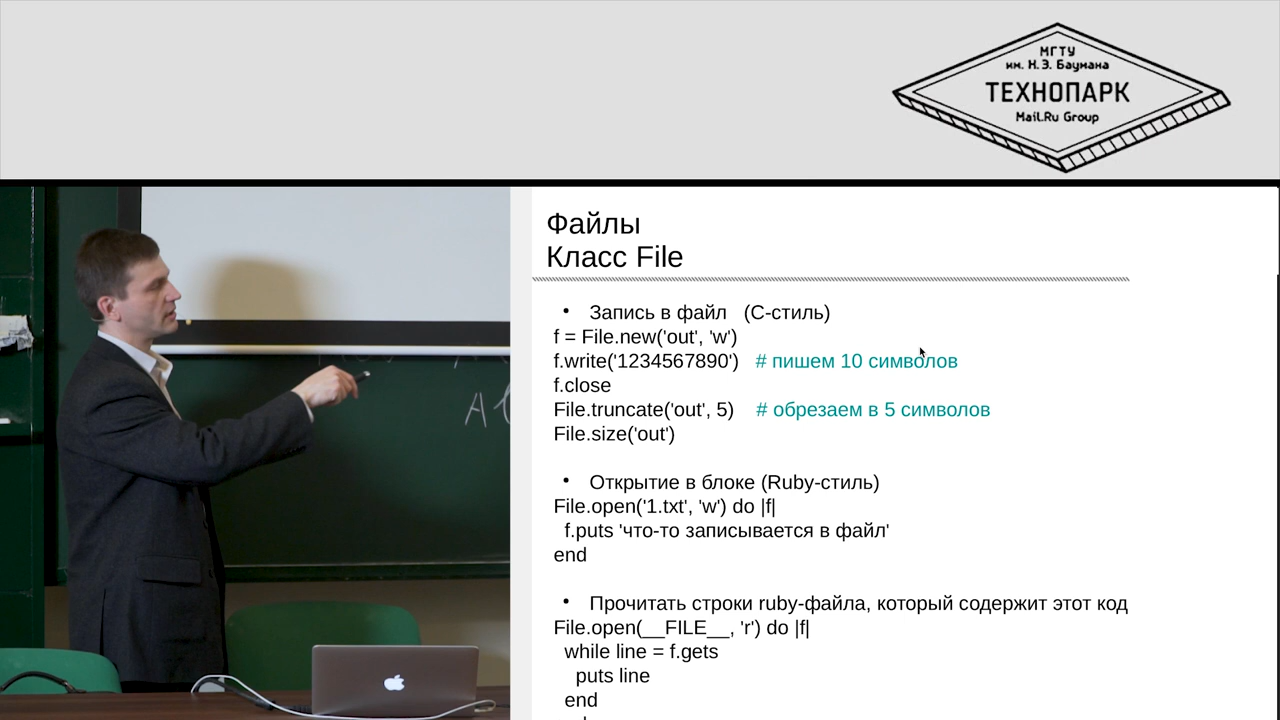 МГТУ
им. Н.Э. Баумана
ТЕХНОПАРК
Mail.Ru Group
Файлы
Класс File
• Запись в файл (С-стиль)
f = File.new('out', 'w')
f.write('1234567890') # пишем 10 символов
f.close
File.truncate('out', 5) # обрезаем в 5 символов
File.size('out')
• Открытие в блоке (Ruby-стиль)
File.open('1.txt', 'w') do |f|
f.puts 'что-то записывается в файл'
end
• Прочитать строки ruby-файла, который содержит этот код
File.open(__FILE__, 'r') do |f|
while line = f.gets
puts line
end